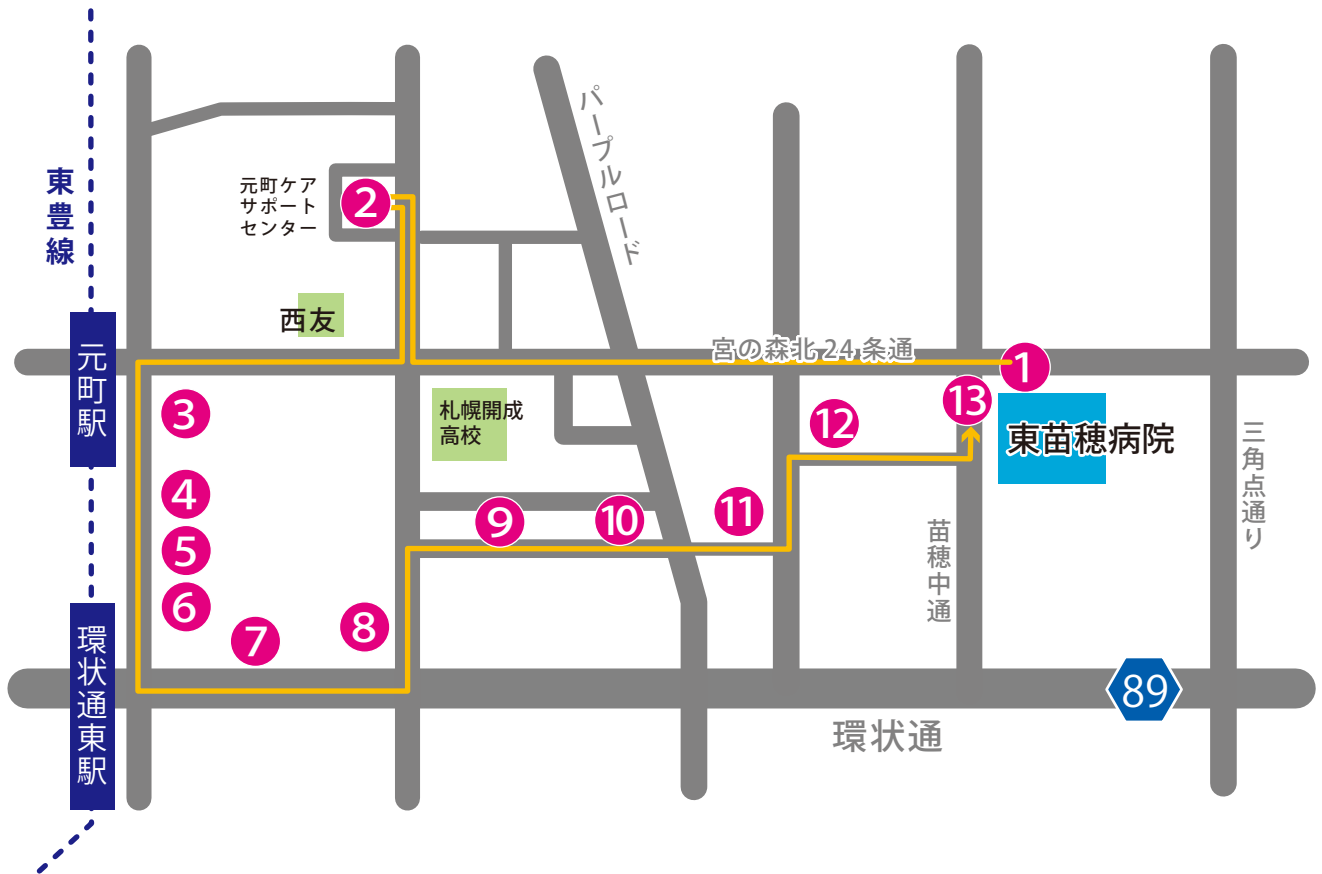 パープルロード
東豊線
元町ケア
サポート
センター
2
西友
宮の森北24条通
元町駅
1
3
札幌開成
高校
13
12
東苗穂病院
三角点通り
4
9
10
11
5
苗穂中通
6
7
8
環状通東駅
89
環状通